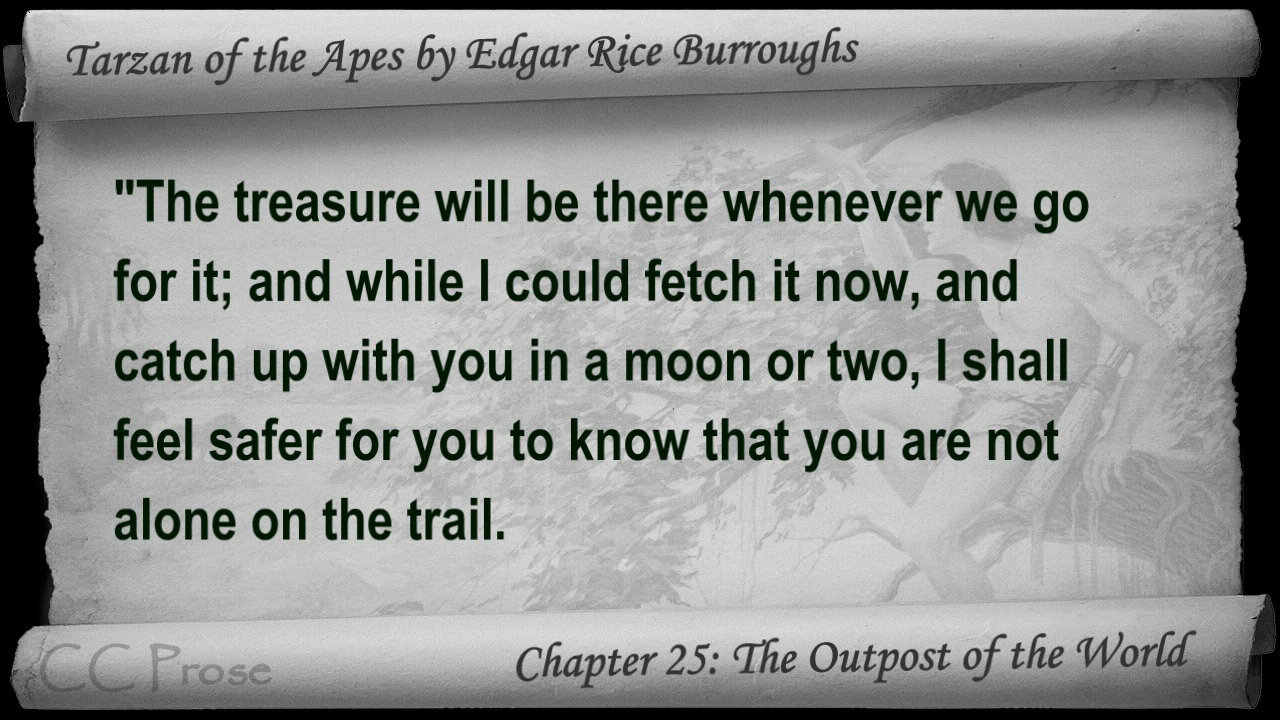 Tarzan of the Apes by Edgar Rice Burroughs
"The treasure will be there whenever we go
for it; and while I could fetch it now, and
catch up with you in a moon or two, I shall
feel safer for you to know that you are not
alone on the trail.
CC Prose
Chapter 25: The Outpost of the World